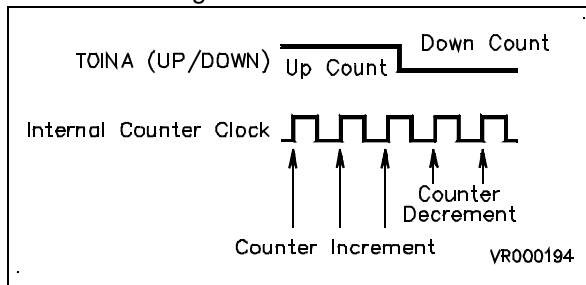 TOINA (UP/DOWN)
Up Count
Down Count
Internal Counter Clock
Counter
Decrement
Counter Increment
VR000194